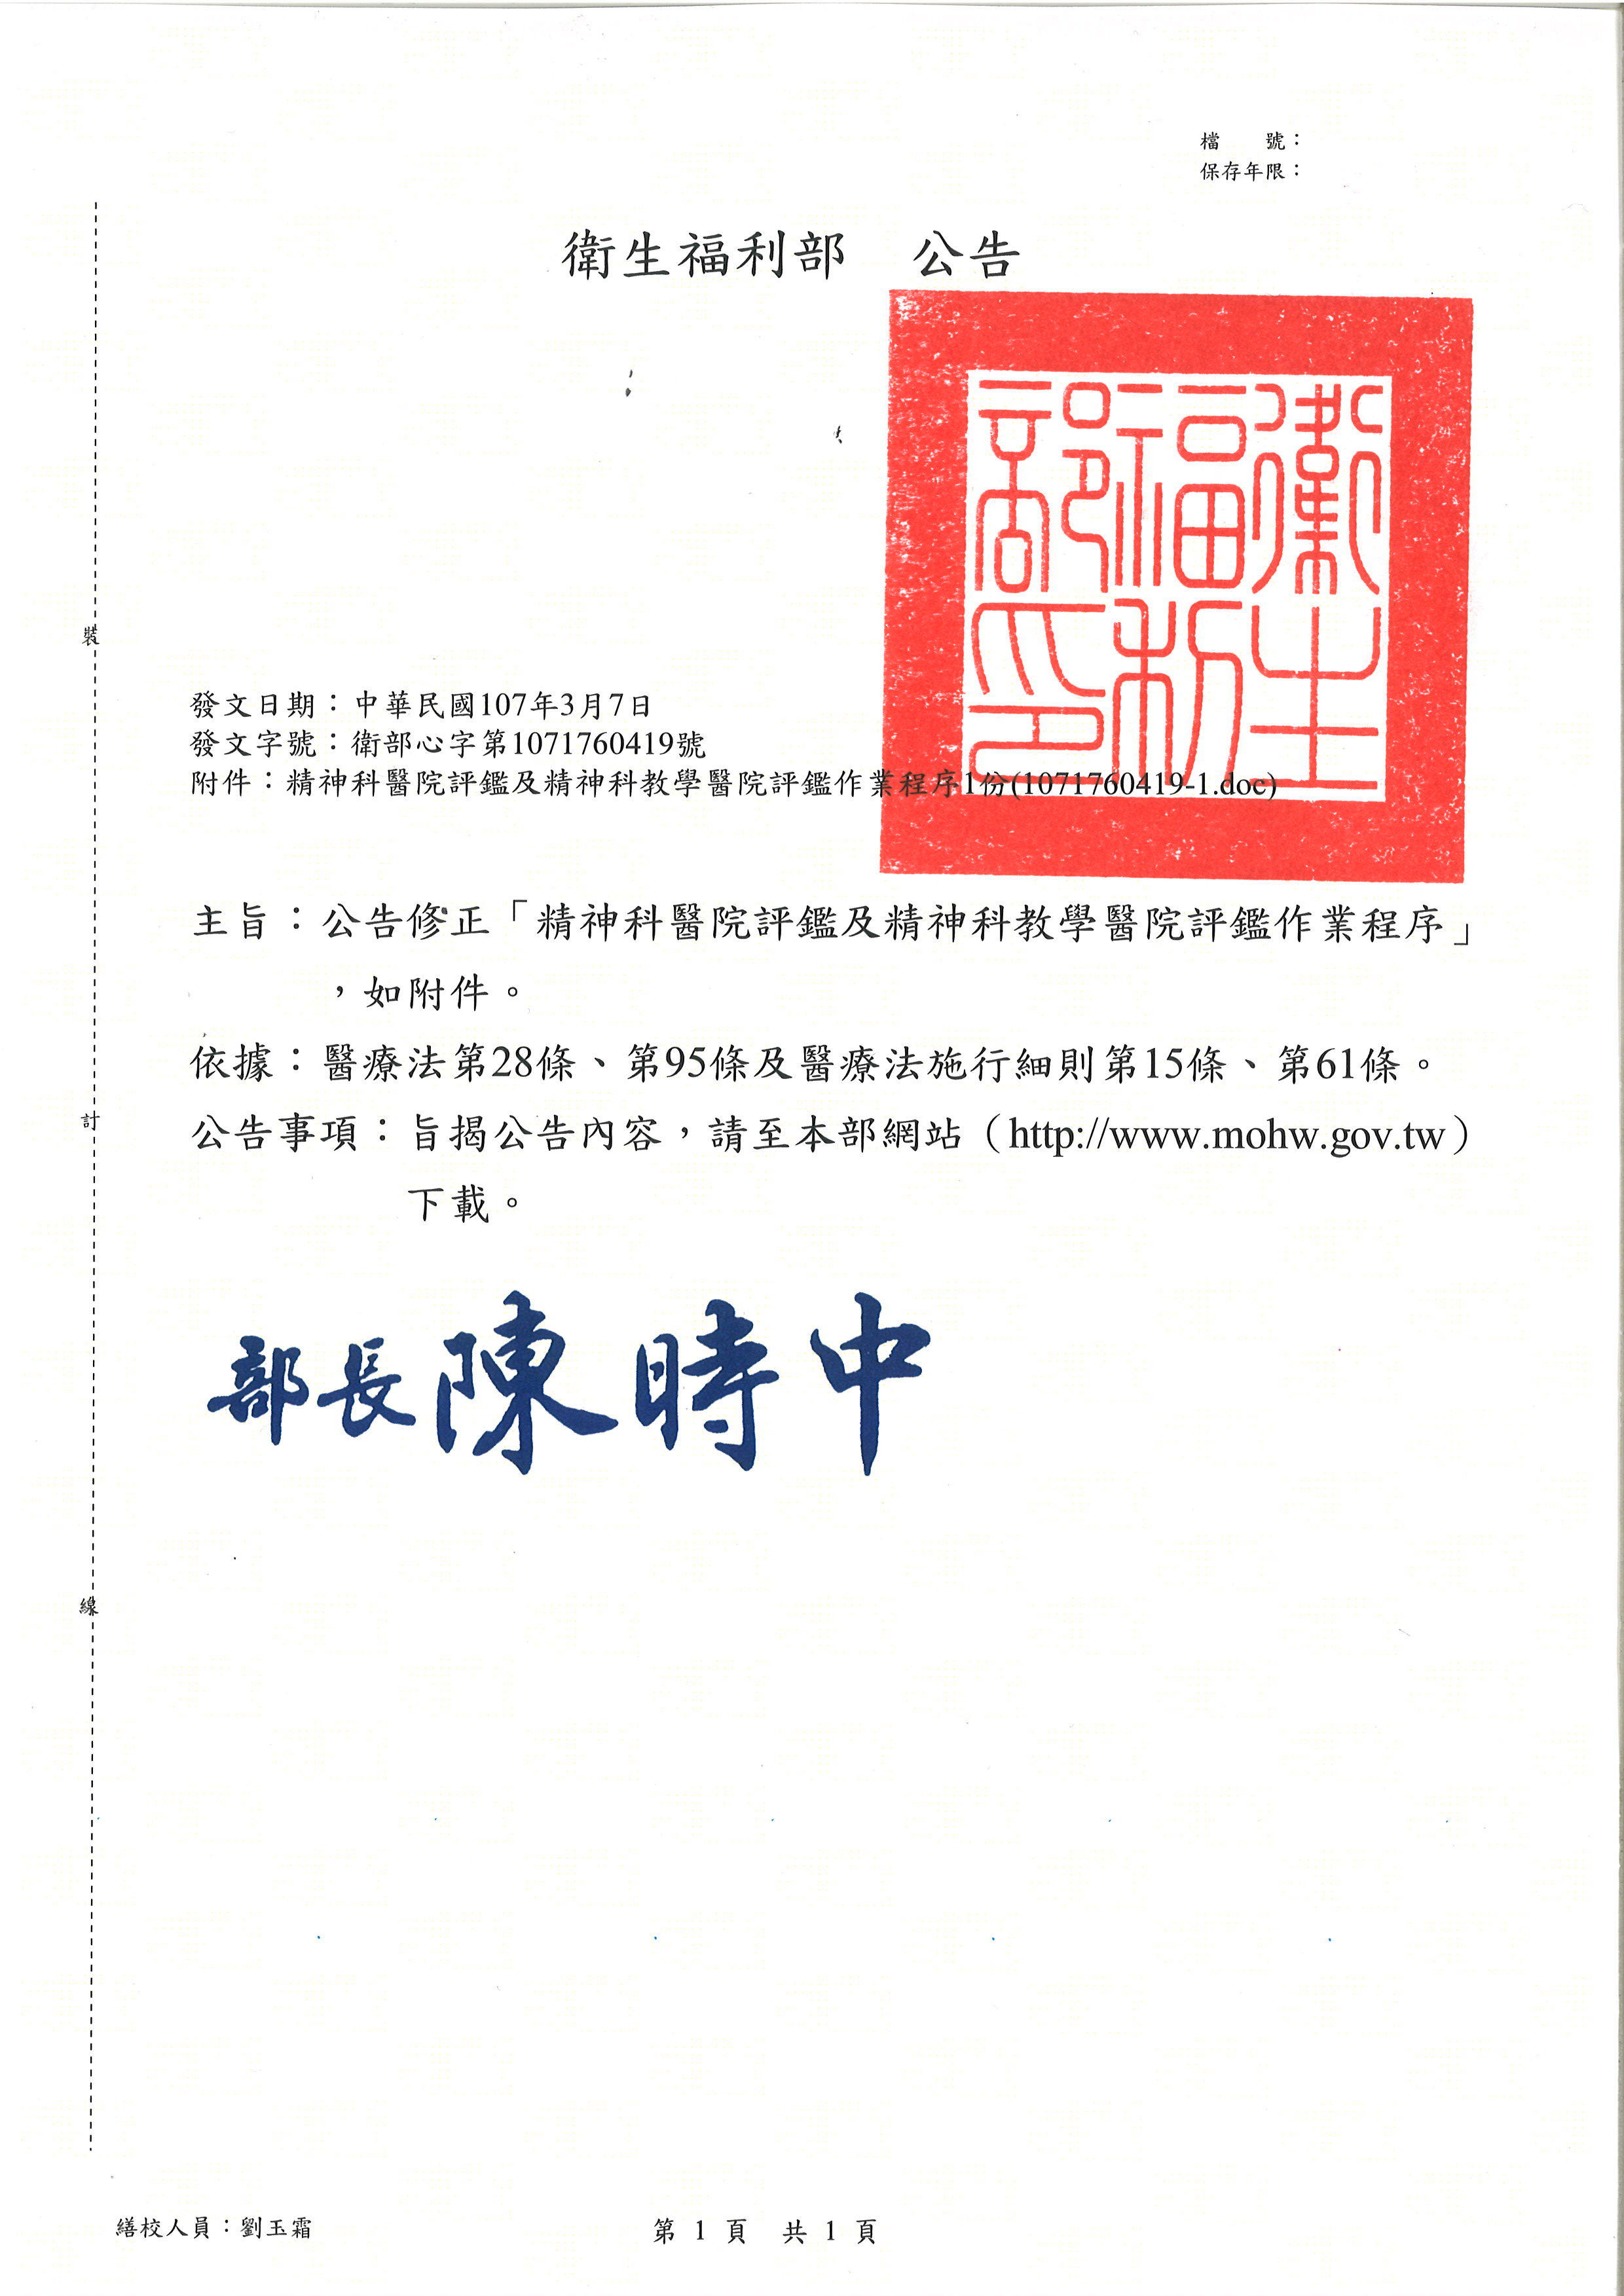 檔　　號：
保存年限：
衛生福利部　公告
衛生福利部印
發文日期：中華民國107年3月7日
發文字號：衛部心字第1071760419號
附件：精神科醫院評鑑及精神科教學醫院評鑑作業程序1份(1071760419-1.doc)
主旨：公告修正「精神科醫院評鑑及精神科教學醫院評鑑作業程序」
，如附件。
依據：醫療法第28條、第95條及醫療法施行細則第15條、第61條。
公告事項：旨揭公告內容，請至本部網站（http://www.mohw.gov.tw）
下載。
部長陳時中
裝
訂
線
繕校人員：劉玉霜
第 1 頁　共 1 頁